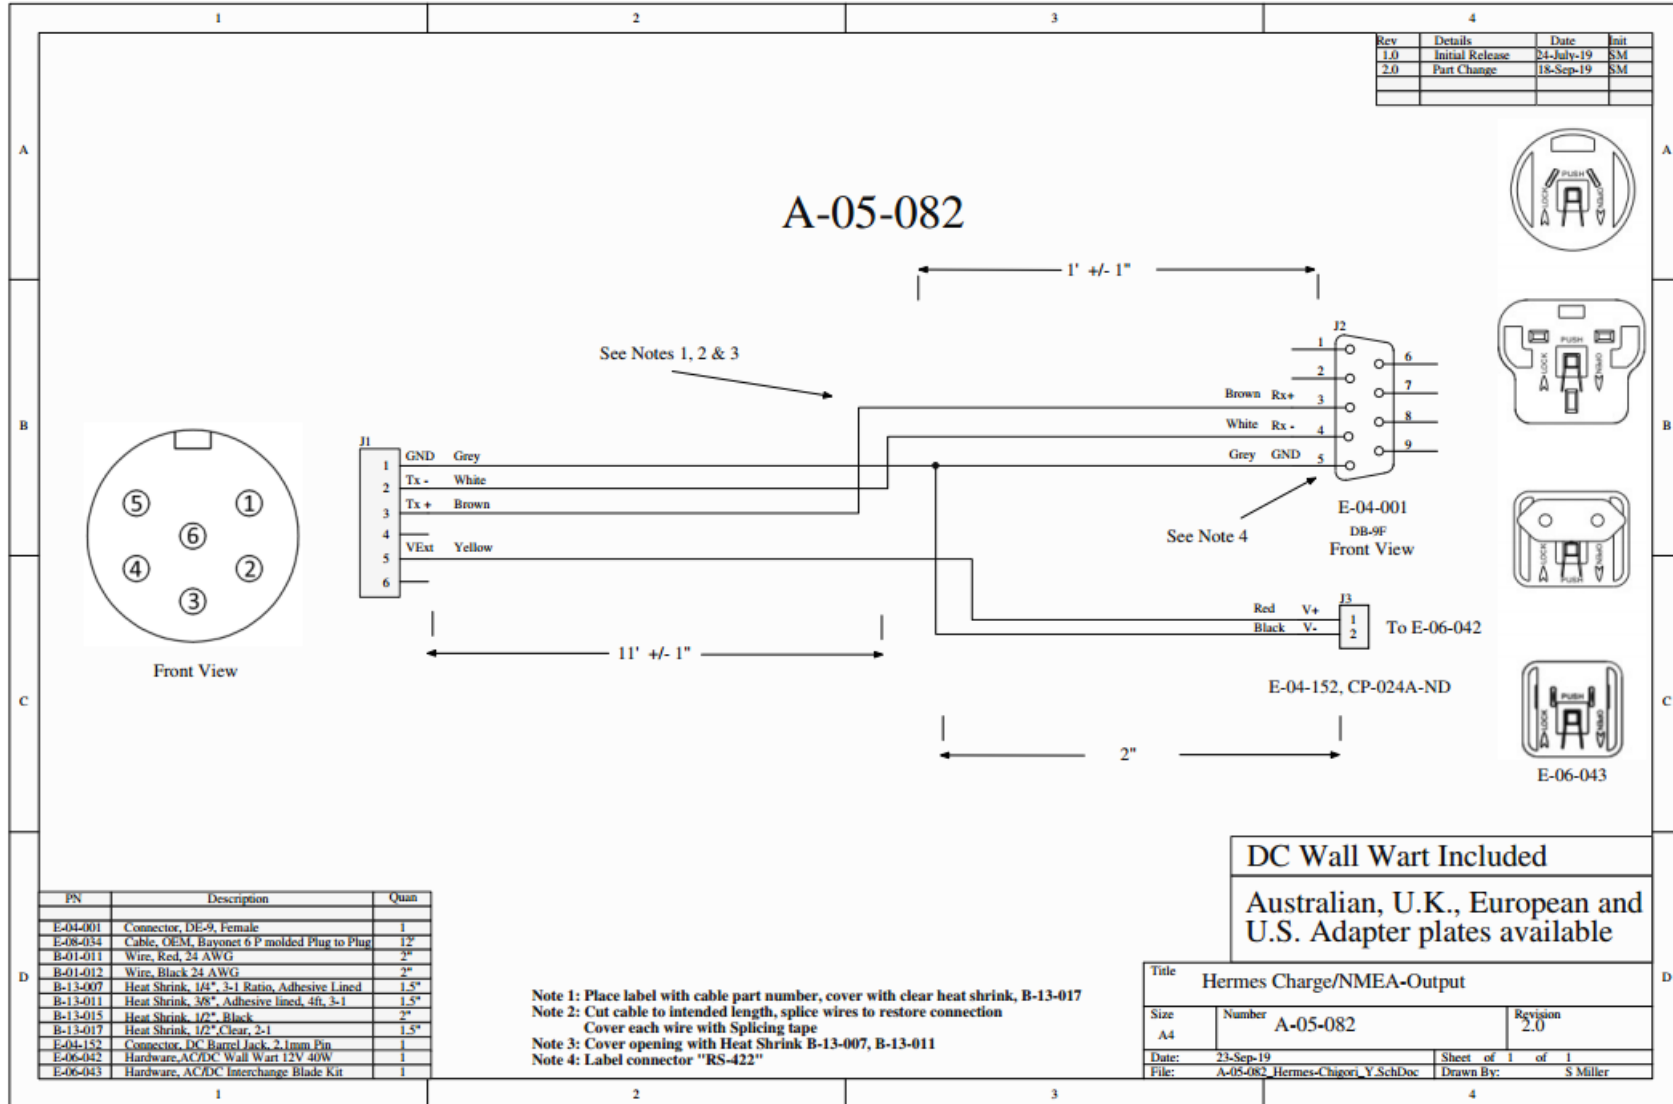 1 2 3 4
Rev Details Date Init
1.0 Initial Release 24-July-19 SM
2.0 Part Change 18-Sep-19 SM
A A
A-05-082
PUSH
LOCK OPEN
1' +/- 1"
See Notes 1, 2 & 3
J2
1
2
Brown Rx+ 3
White Rx - 4
Grey GND 5
6
7
8
9
PUSH
LOCK OPEN
B B
E-04-001
DB-9F
Front View
See Note 4
J1
1 GND Grey
2 Tx - White
3 Tx + Brown
4
5 VExt Yellow
6
5 1
6
4 2
3
Front View
11' +/- 1"
LOCK OPEN
PUSH
J3
Red V+ 1
Black V- 2
To E-06-042
E-04-152, CP-024A-ND
2"
C C
PUSH
LOCK OPEN
E-06-043
DC Wall Wart Included
Australian, U.K., European and
U.S. Adapter plates available
D D
PN Description Quan
E-04-001 Connector, DE-9, Female 1
E-08-034 Cable, OEM, Bayonet 6 P molded Plug to Plug 12'
B-01-011 Wire, Red, 24 AWG 2"
B-01-012 Wire, Black 24 AWG 2"
B-13-007 Heat Shrink, 1/4", 3-1 Ratio, Adhesive Lined 1.5"
B-13-011 Heat Shrink, 3/8", Adhesive lined, 4ft, 3-1 1.5"
B-13-015 Heat Shrink, 1/2", Black 2"
B-13-017 Heat Shrink, 1/2",Clear, 2-1 1.5"
E-04-152 Connector, DC Barrel Jack, 2.1mm Pin 1
E-06-042 Hardware,AC/DC Wall Wart 12V 40W 1
E-06-043 Hardware, AC/DC Interchange Blade Kit 1
Note 1: Place label with cable part number, cover with clear heat shrink, B-13-017
Note 2: Cut cable to intended length, splice wires to restore connection
Cover each wire with Splicing tape
Note 3: Cover opening with Heat Shrink B-13-007, B-13-011
Note 4: Label connector "RS-422"
Title Hermes Charge/NMEA-Output
Size Number Revision
A4 A-05-082 2.0
Date: 23-Sep-19 Sheet of 1 of 1
File: A-05-082_Hermes-Chigori_Y.SchDoc Drawn By: S Miller
1 2 3 4